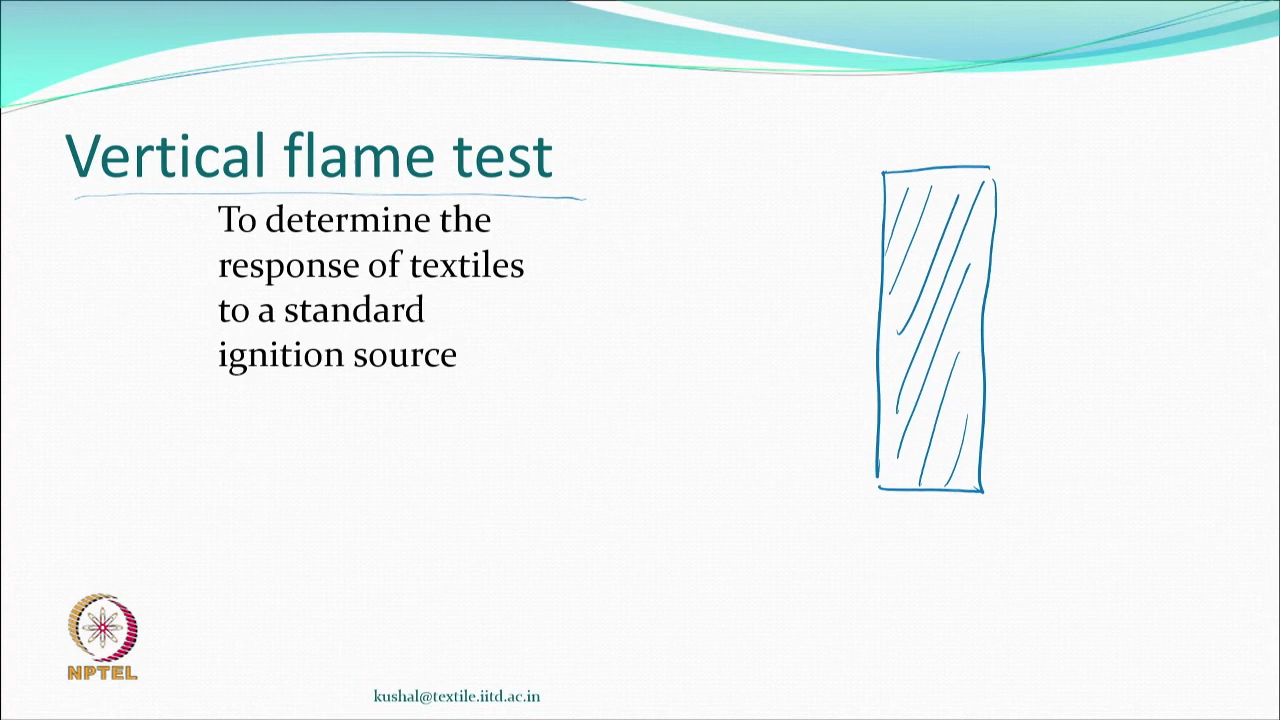 Vertical flame test
To determine the
response of textiles
to a standard
ignition source
NPTEL
kushal@textile.iitd.ac.in